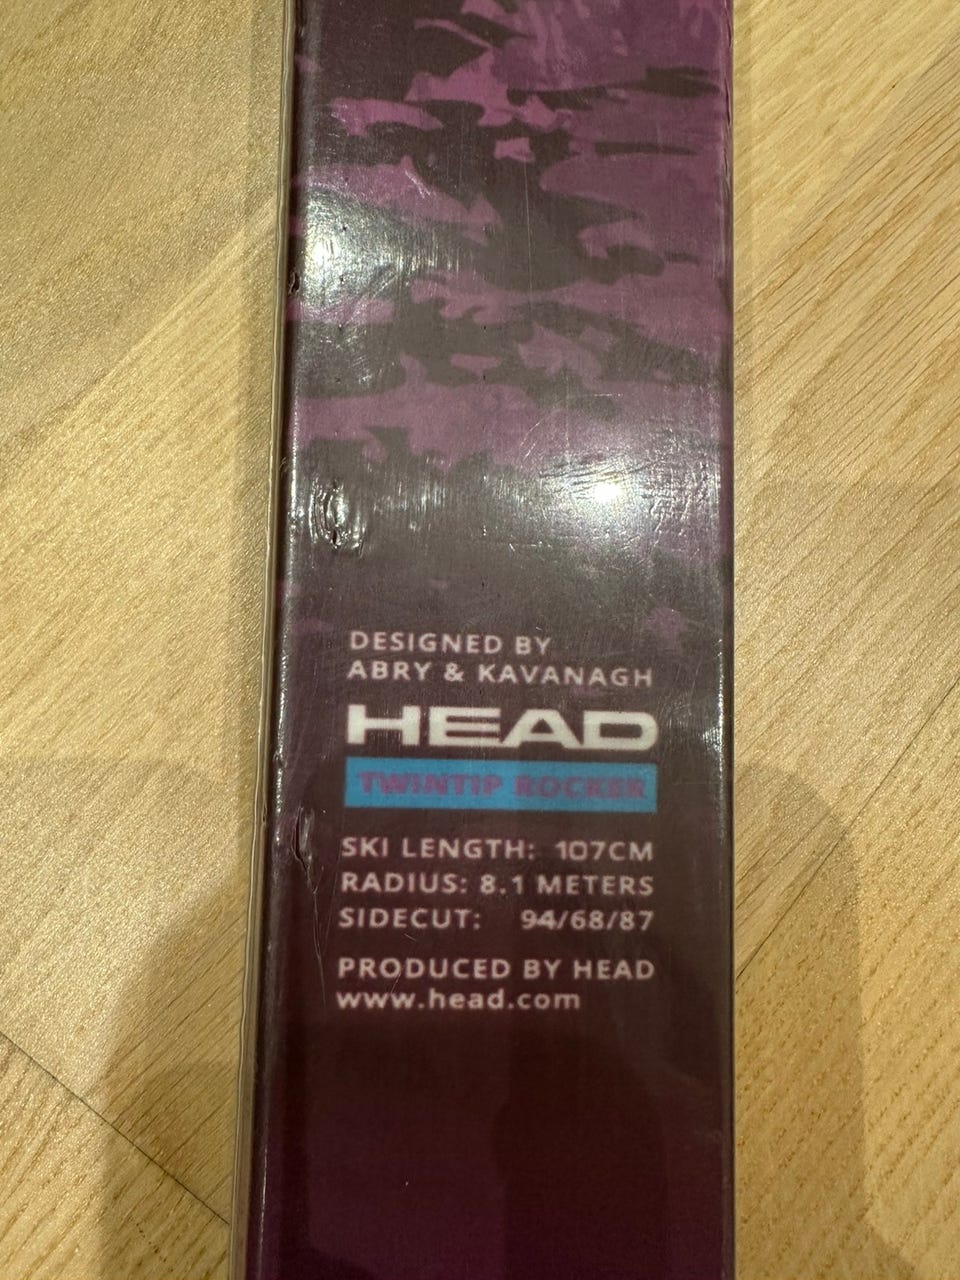 DESIGNED BY
ABRY & KAVANAGH
HEAD
TWINTIP ROCKER
SKI LENGTH: 107CM
RADIUS: 8.1 METERS
SIDECUT: 94/68/87
PRODUCED BY HEAD
www.head.com